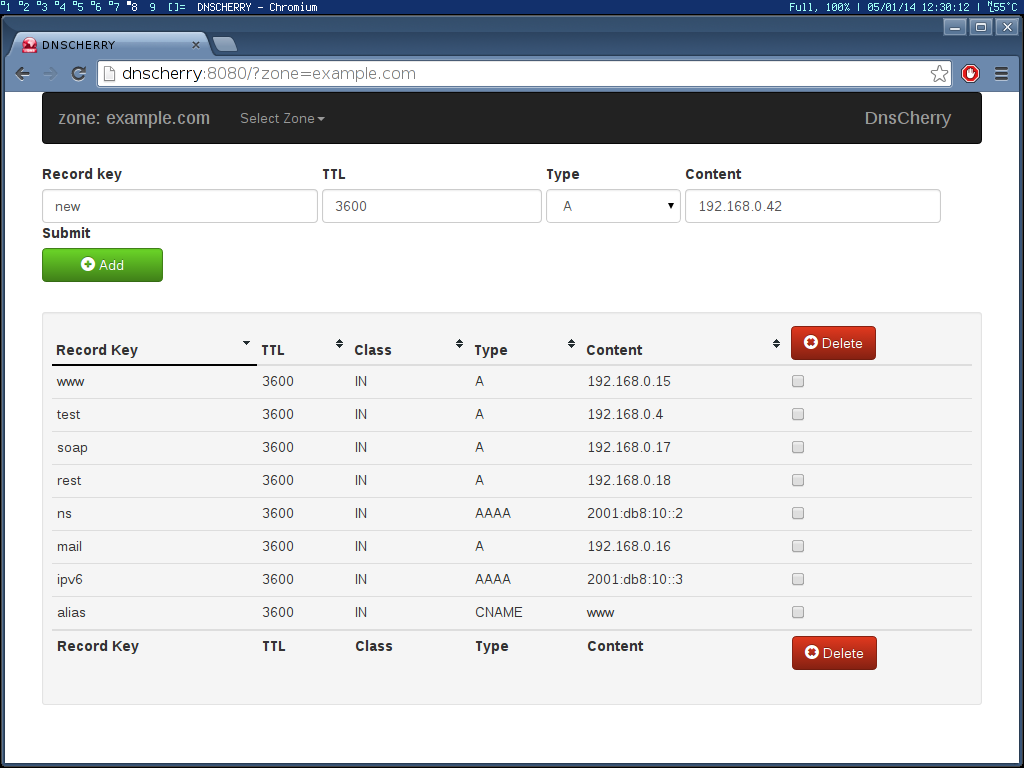 1 2 3 4 5 6 7 8 9 []= DNSCHERRY - Chromium Full, 100% | 05/01/14 12:30:12 | 55°C
DNSCHERRY
dnscherry:8080/?zone=example.com
zone: example.com Select Zone DnsCherry
Record key TTL Type Content
new 3600 A 192.168.0.42
Submit
Add
Record Key TTL Class Type Content Delete
www 3600 IN A 192.168.0.15
test 3600 IN A 192.168.0.4
soap 3600 IN A 192.168.0.17
rest 3600 IN A 192.168.0.18
ns 3600 IN AAAA 2001:db8:10::2
mail 3600 IN A 192.168.0.16
ipv6 3600 IN AAAA 2001:db8:10::3
alias 3600 IN CNAME www
Record Key TTL Class Type Content Delete